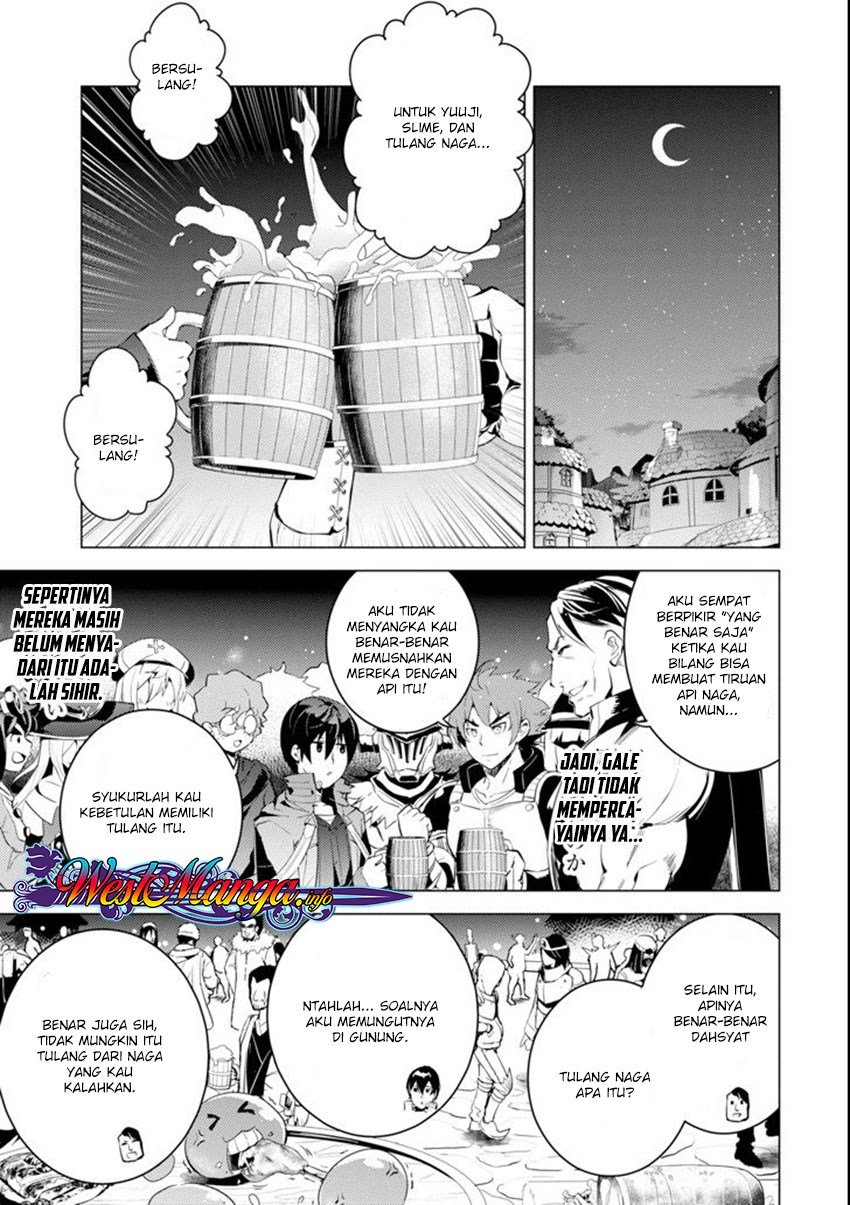 UNTUK YUUJI,
SLIME, DAN
TULANG NAGA...
BERSU-
LANG!
BERSU-
LANG!
AKU SEMPAT
BERPIKIR "YANG
BENAR SAJA"
KETIKA KAU
BILANG BISA
MEMBUAT TIRUAN
API NAGA,
NAMUN...
JADI, GALE
TADI TIDAK
MEMPERCA-
YAINYA YA...
か
AKU TIDAK
MENYANGKA KAU
BENAR-BENAR
MEMUSNAHKAN
MEREKA DENGAN
API ITU!
SYUKURLAH KAU
KEBETULAN MEMILIKI
TULANG ITU.
SEPERTINYA
MEREKA MASIH
BELUM MENYA-
DARI ITU ADA-
LAH SIHIR.
WestManga.info
SELAIN ITU,
APINYA
BENAR-BENAR
DAHSYAT
TULANG NAGA
APA ITU?
NTAHLAH... SOALNYA
AKU MEMUNGUTNYA
DI GUNUNG.
BENAR JUGA SIH,
TIDAK MUNGKIN ITU
TULANG DARI NAGA
YANG KAU
KALAHKAN.